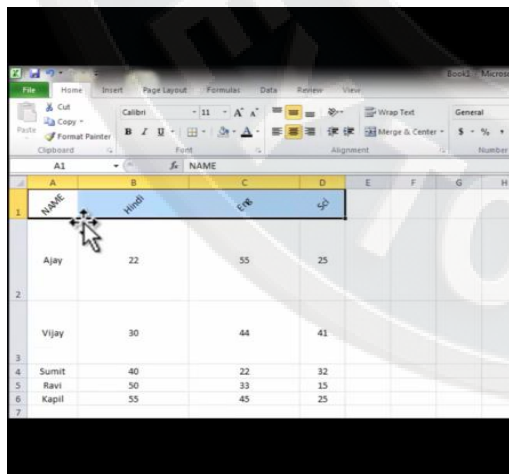 Book1 - Micros
File Home Insert Page Layout Formulas Data Review View
Cut
Copy
Format Painter
Paste
Calibri 11 A A
B I U A
Wrap Text
Merge & Center
General
$ % ,
Clipboard Font Alignment Number
A1 fx NAME
A B C D E F G H
1 NAME Hindi Eng Sci
2 Ajay 22 55 25
3 Vijay 30 44 41
4 Sumit 40 22 32
5 Ravi 50 33 15
6 Kapil 55 45 25
7